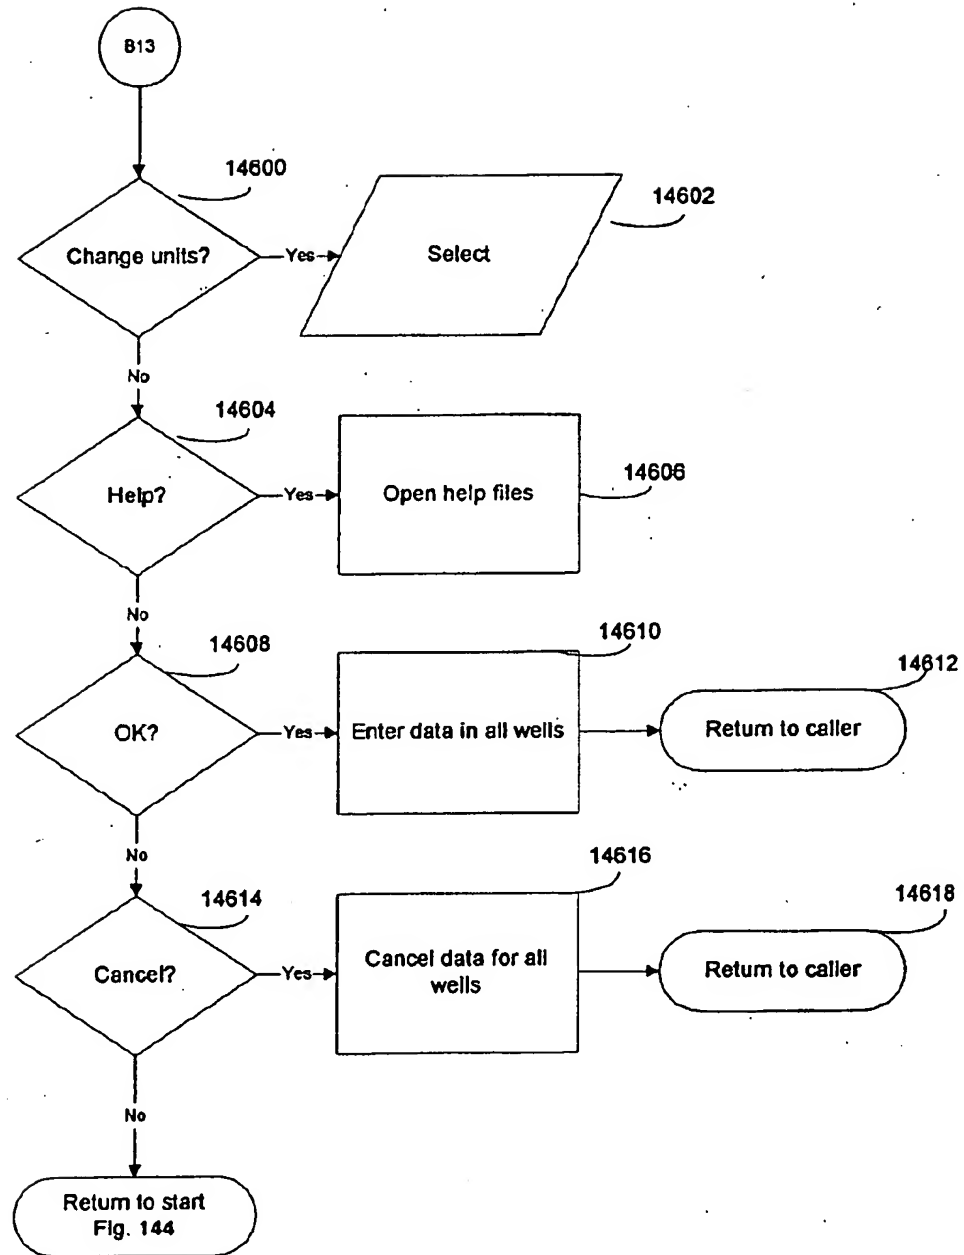 B13
14600
14602
Change units?
Yes
Select
No
14604
14606
Help?
Yes
Open help files
No
14608
14610
14612
OK?
Yes
Enter data in all wells
Return to caller
No
14614
14616
14618
Cancel?
Yes
Cancel data for all
wells
Return to caller
No
Return to start
Fig. 144